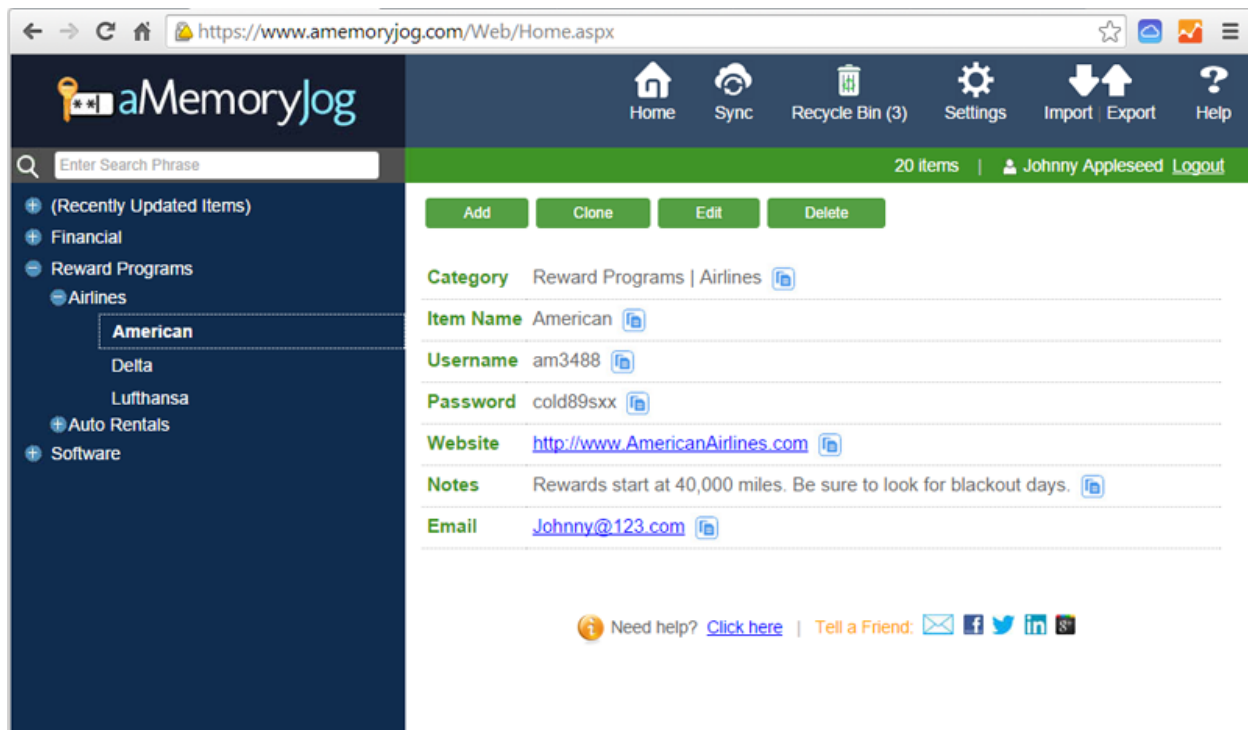 https://www.amemoryjog.com/Web/Home.aspx
**
aMemoryJog
Home
Sync
Recycle Bin (3)
Settings
Import | Export
Help
Enter Search Phrase
20 items | Johnny Appleseed Logout
(Recently Updated Items)
Financial
Reward Programs
Airlines
American
Delta
Lufthansa
Auto Rentals
Software
Add
Clone
Edit
Delete
Category Reward Programs | Airlines
Item Name American
Username am3488
Password cold89sxx
Website http://www.AmericanAirlines.com
Notes Rewards start at 40,000 miles. Be sure to look for blackout days.
Email Johnny@123.com
Need help? Click here | Tell a Friend: